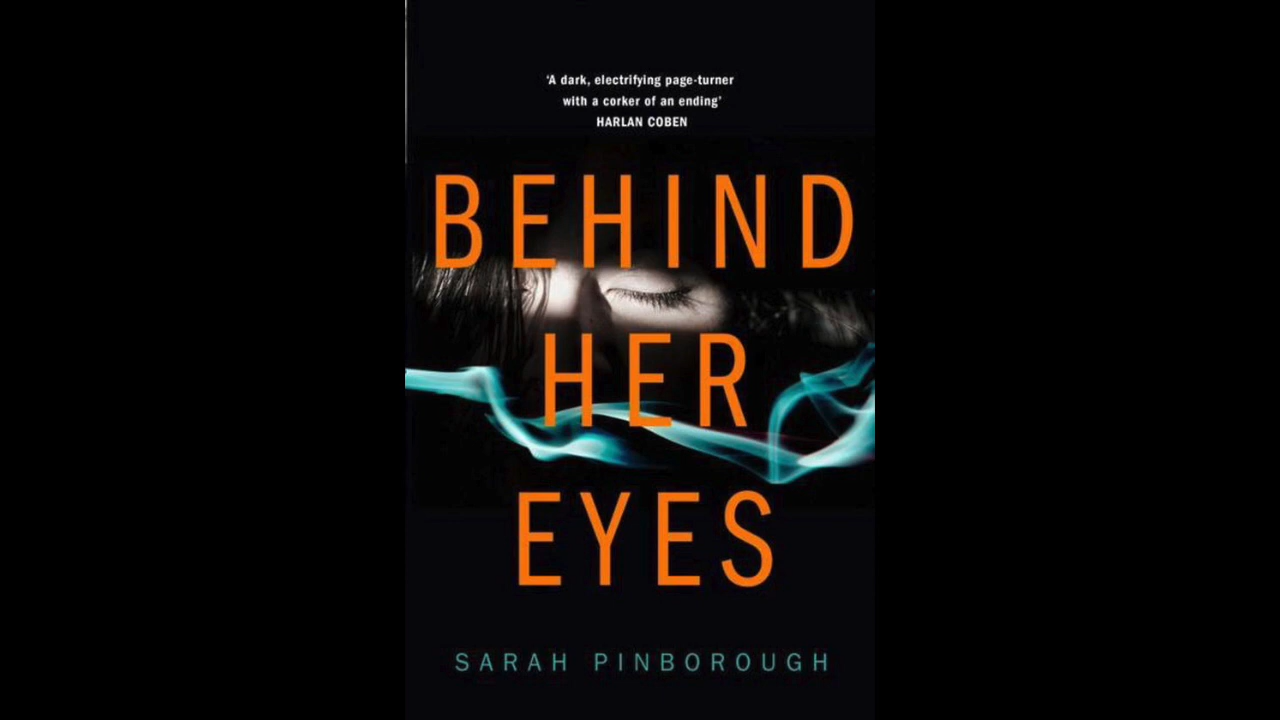 ‘A dark, electrifying page-turner
with a corker of an ending’
HARLAN COBEN
BEHIND
HER
EYES
SARAH PINBOROUGH